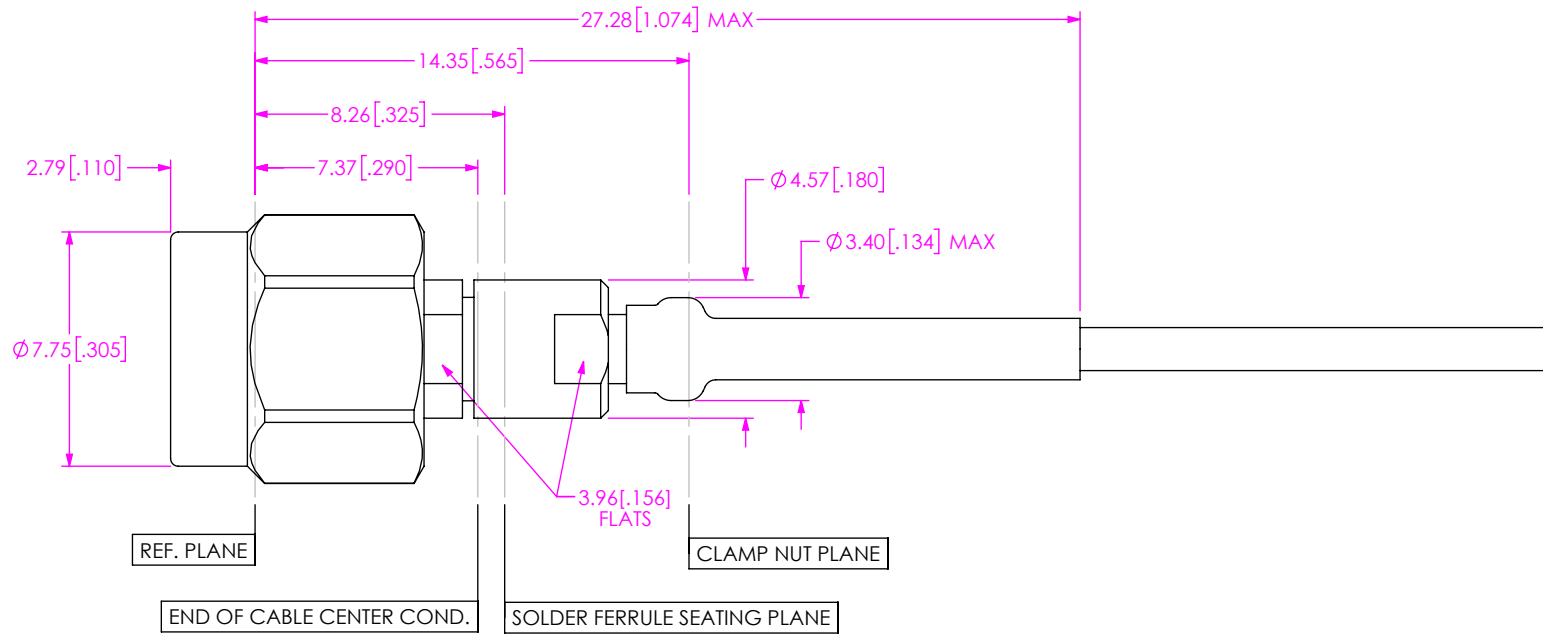 27.28[1.074] MAX
14.35[.565]
8.26[.325]
2.79[.110]
7.37[.290]
Ø4.57[.180]
Ø3.40[.134] MAX
Ø7.75[.305]
3.96[.156]
FLATS
REF. PLANE
CLAMP NUT PLANE
END OF CABLE CENTER COND.
SOLDER FERRULE SEATING PLANE